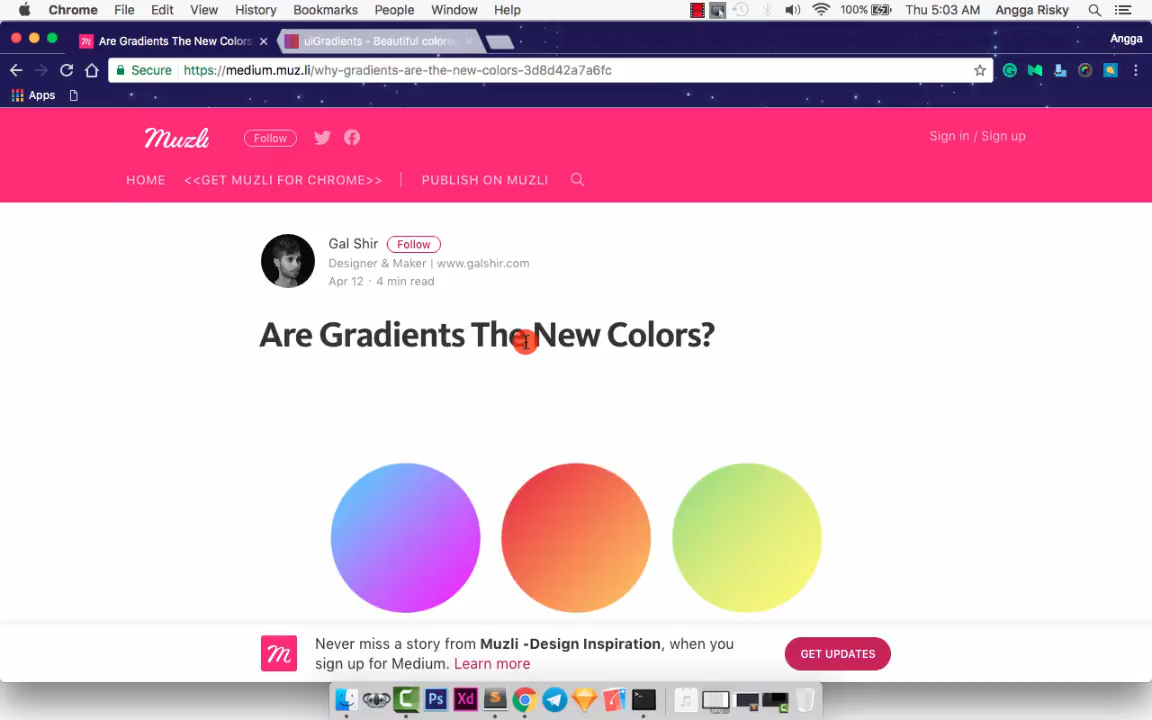 Chrome File Edit View History Bookmarks People Window Help 100% Thu 5:03 AM Angga Risky
Are Gradients The New Colors uiGradients - Beautiful colored Angga
Secure https://medium.muz.li/why-gradients-are-the-new-colors-3d8d42a7a6fc
Apps
Muzli Follow Sign in / Sign up
HOME <<GET MUZLI FOR CHROME>> | PUBLISH ON MUZLI
Gal Shir Follow
Designer & Maker | www.galshir.com
Apr 12 · 4 min read
Are Gradients The New Colors?
Never miss a story from Muzli -Design Inspiration, when you
sign up for Medium. Learn more
GET UPDATES
Ps Xd